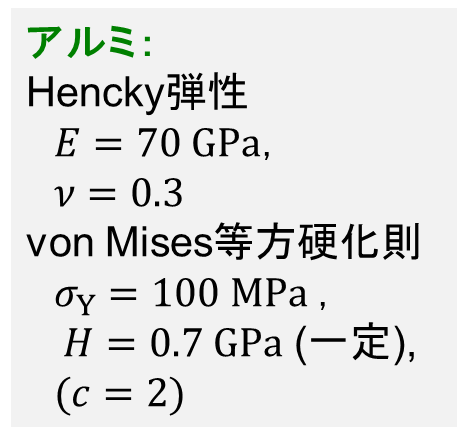 アルミ:
Hencky弾性
E = 70 GPa,
ν = 0.3
von Mises等方硬化則
σY = 100 MPa ,
H = 0.7 GPa (一定),
(c = 2)